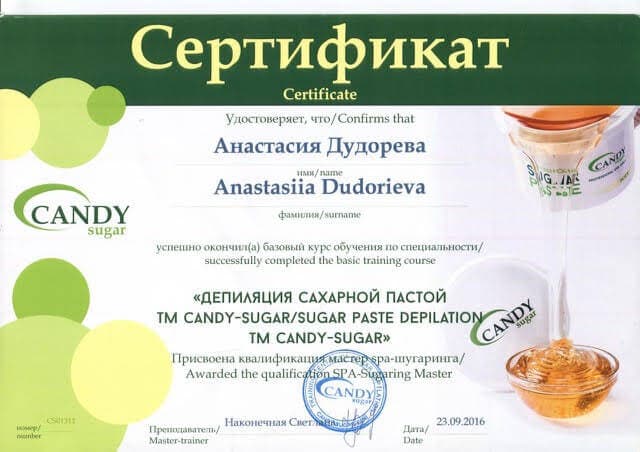 Сертификат
Certificate
Удостоверяет, что/Confirms that
Анастасия Дудорева
имя/name
Anastasiia Dudorieva
фамилия/surname
CANDY
sugar
успешно окончил(а) базовый курс обучения по специальности/
successfully completed the basic training course
«ДЕПИЛЯЦИЯ САХАРНОЙ ПАСТОЙ
ТМ CANDY-SUGAR/SUGAR PASTE DEPILATION
TM CANDY-SUGAR»
Присвоена квалификация мастер spa-шугаринга/
Awarded the qualification SPA-Sugaring Master
CANDY
sugar
CANDY
CANDY
sugar
номер/
number
Преподаватель/
Master-trainer
Наконечная Светлана
Дата/
Date
23.09.2016